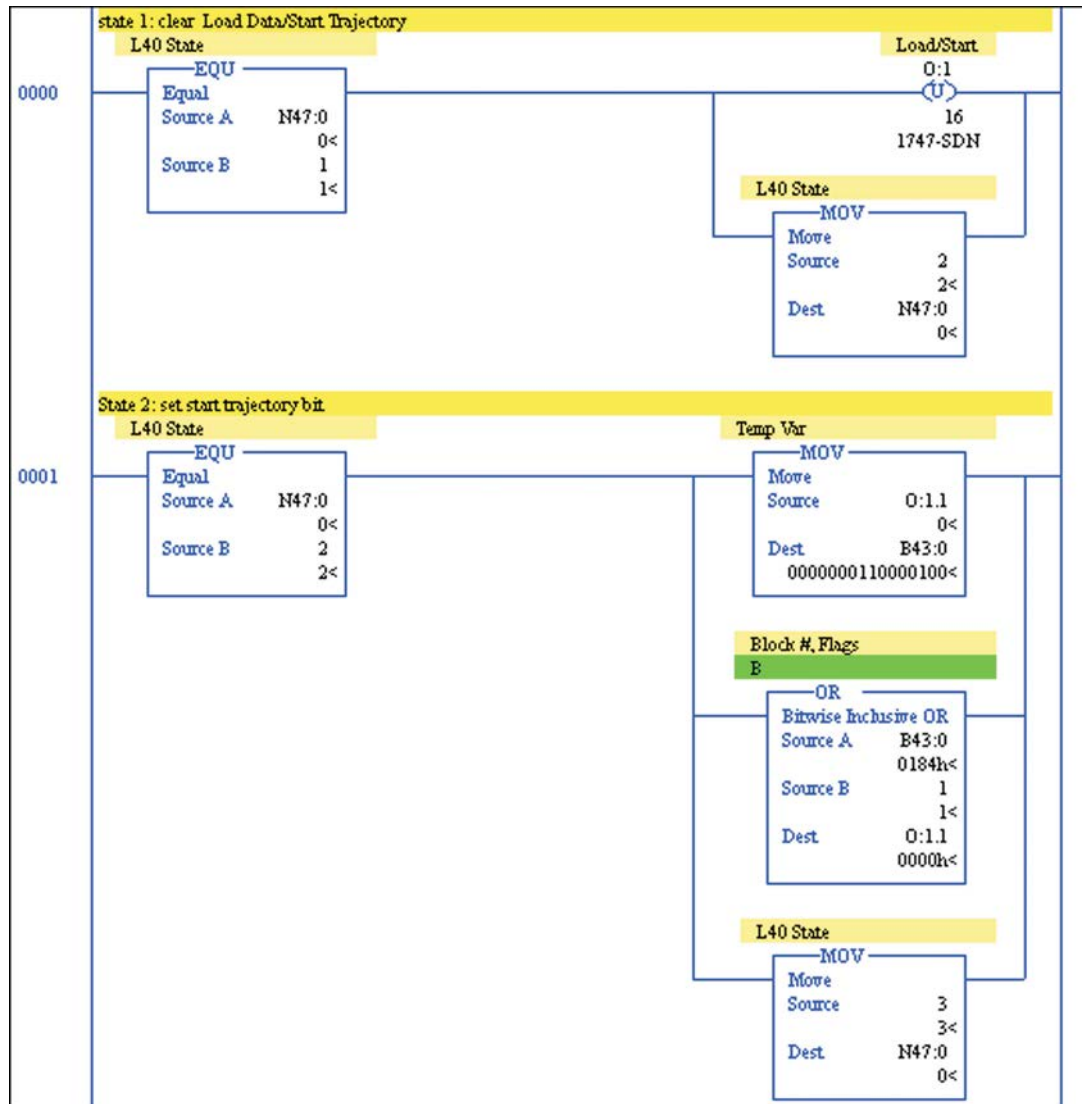 state 1: clear Load Data/Start Trajectory
L40 State
Load/Start
EQU
O:1
0000
Equal
U
Source A N47:0
16
0<
1747-SDN
Source B 1
1<
L40 State
MOV
Move
Source 2
2<
Dest N47:0
0<
State 2: set start trajectory bit
L40 State
Temp Var
EQU
MOV
0001
Equal
Move
Source A N47:0
Source O:1.1
0<
0<
Source B 2
Dest B43:0
2<
0000000110000100<
Block #, Flags
B
OR
Bitwise Inclusive OR
Source A B43:0
0184h<
Source B 1
1<
Dest O:1.1
0000h<
L40 State
MOV
Move
Source 3
3<
Dest N47:0
0<